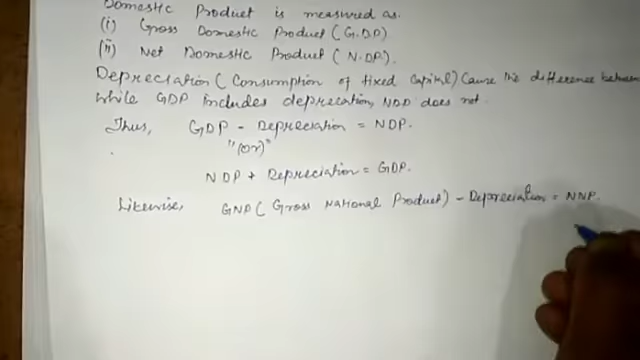 Domestic Product is measured as.
(i) Gross Domestic Product (G.DP)
(ii) Net Domestic Product (N.DP).
Depreciation (Consumption of fixed capital) cause the difference between
while GDP includes depreciation, NDP does not.
Thus, GDP - Depreciation = NDP.
"(or)"
NDP + Depreciation = GDP.
Likewise, GNP (Gross National Product) - Depreciation = NNP.